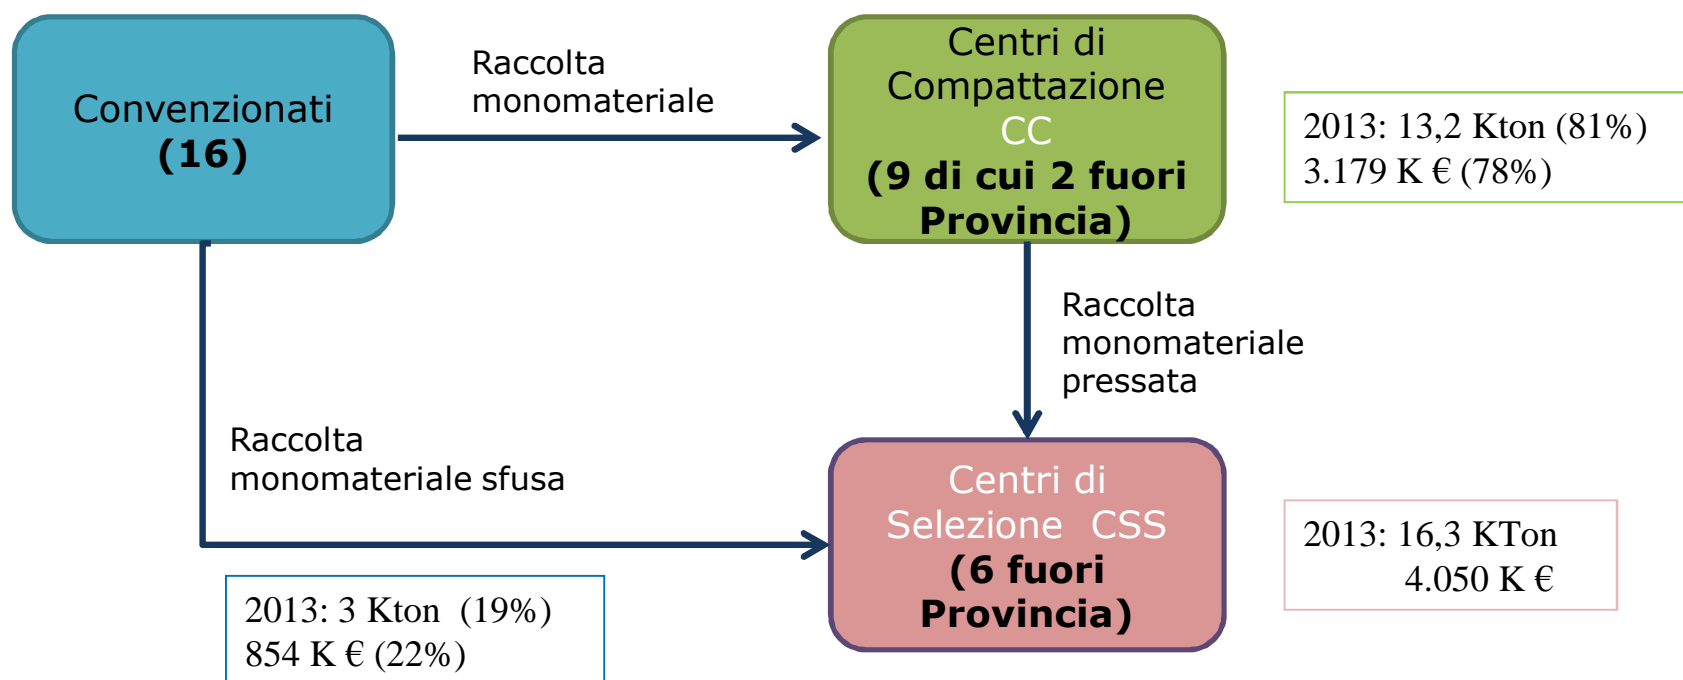 Convenzionati
(16)
Raccolta
monomateriale
Centri di
Compattazione
CC
(9 di cui 2 fuori
Provincia)
2013: 13,2 Kton (81%)
3.179 K € (78%)
Raccolta
monomateriale
pressata
Raccolta
monomateriale sfusa
Centri di
Selezione CSS
(6 fuori
Provincia)
2013: 16,3 KTon
4.050 K €
2013: 3 Kton (19%)
854 K € (22%)